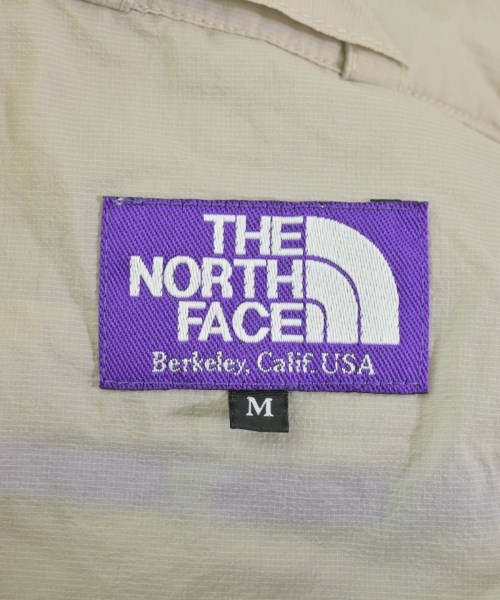 THE
NORTH
FACE
Berkeley, Calif. USA
M